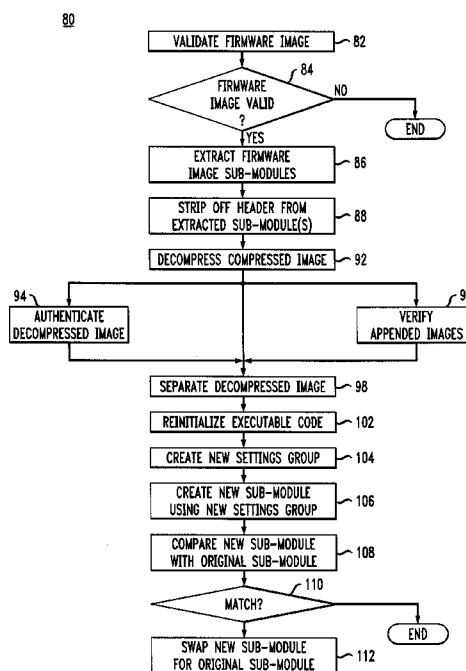 80
VALIDATE FIRMWARE IMAGE
82
84
FIRMWARE
IMAGE VALID
?
NO
END
YES
EXTRACT FIRMWARE
IMAGE SUB-MODULES
86
STRIP OFF HEADER FROM
EXTRACTED SUB-MODULE(S)
88
DECOMPRESS COMPRESSED IMAGE
92
94
AUTHENTICATE
DECOMPRESSED IMAGE
9
VERIFY
APPENDED IMAGES
SEPARATE DECOMPRESSED IMAGE
98
REINITIALIZE EXECUTABLE CODE
102
CREATE NEW SETTINGS GROUP
104
CREATE NEW SUB-MODULE
USING NEW SETTINGS GROUP
106
COMPARE NEW SUB-MODULE
WITH ORIGINAL SUB-MODULE
108
110
MATCH?
END
SWAP NEW SUB-MODULE
FOR ORIGINAL SUB-MODULE
112